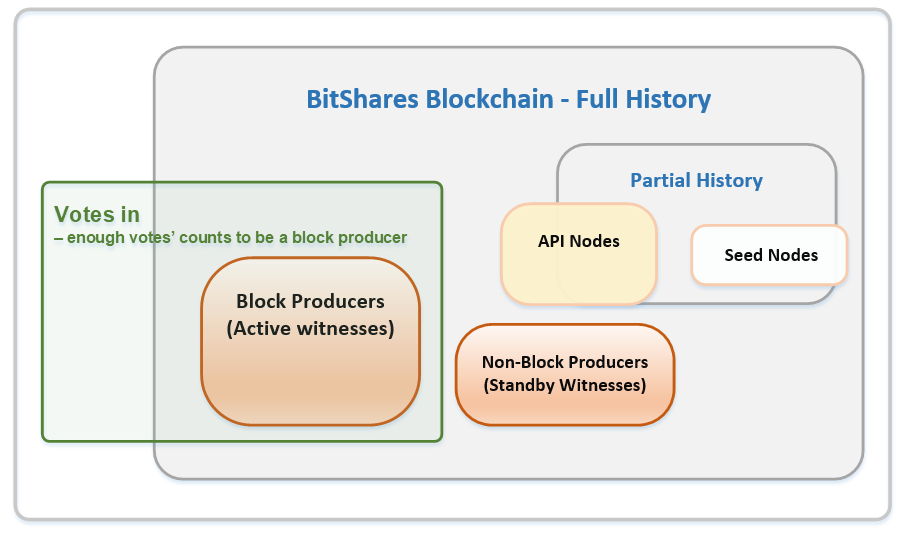 BitShares Blockchain - Full History
Partial History
Votes in
– enough votes’ counts to be a block producer
API Nodes
Seed Nodes
Block Producers
(Active witnesses)
Non-Block Producers
(Standby Witnesses)